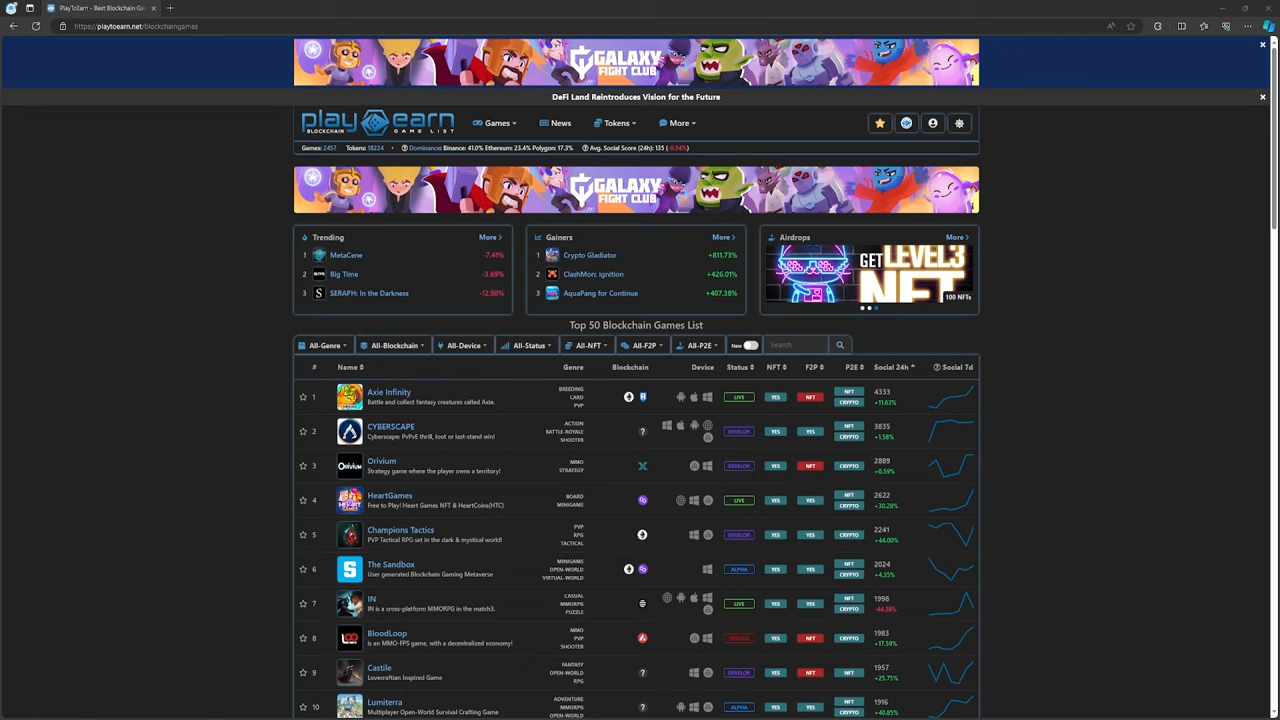 PlayToEarn - Best Blockchain Ga
https://playtoearn.net/blockchaingames
GALAXY
FIGHT CLUB
DeFi Land Reintroduces Vision for the Future
play earn
BLOCKCHAIN GAME LIST
Games
News
Tokens
More
Games: 2457 Tokens: 18224 • Dominance: Binance: 41.0% Ethereum: 23.4% Polygon: 17.3% Avg. Social Score (24h): 135 (-0.54%)
GALAXY
FIGHT CLUB
Trending More
1 MetaCene -7.41%
2 Big Time -3.69%
3 SERAPH: In the Darkness -12.50%
Gainers More
1 Crypto Gladiator +811.73%
2 ClashMon: Ignition +426.01%
3 AquaPang for Continue +407.38%
Airdrops More
GET LEVEL3
NFT
100 NFTs
Top 50 Blockchain Games List
All-Genre All-Blockchain All-Device All-Status All-NFT All-F2P All-P2E New Search
# Name Genre Blockchain Device Status NFT F2P P2E Social 24h Social 7d
1 Axie Infinity
Battle and collect fantasy creatures called Axie.
BREEDING
CARD
PVP
LIVE YES NFT
NFT
CRYPTO
4333
+11.63%
2 CYBERSCAPE
Cyberscape: PvPvE thrill, loot or last-stand win!
ACTION
BATTLE-ROYALE
SHOOTER
? DEVELOP YES YES
NFT
CRYPTO
3835
+1.58%
3 Orivium
Strategy game where the player owns a territory!
MMO
STRATEGY
DEVELOP YES NFT CRYPTO
2889
+0.59%
4 HeartGames
Free to Play! Heart Games NFT & HeartCoins(HTC)
BOARD
MINIGAME
LIVE YES YES
NFT
CRYPTO
2622
+30.28%
5 Champions Tactics
PVP Tactical RPG set in the dark & mystical world!
PVP
RPG
TACTICAL
DEVELOP YES YES CRYPTO
2241
+44.00%
6 The Sandbox
User generated Blockchain Gaming Metaverse
MINIGAME
OPEN-WORLD
VIRTUAL-WORLD
ALPHA YES YES
NFT
CRYPTO
2024
+4.35%
7 IN
IN is a cross-platform MMORPG in the match3.
CASUAL
MMORPG
PUZZLE
LIVE YES YES
NFT
CRYPTO
1998
-44.38%
8 BloodLoop
is an MMO-FPS game, with a decentralized economy!
MMO
PVP
SHOOTER
PRESALE YES NFT CRYPTO
1983
+17.59%
9 Castile
Lovecraftian Inspired Game
FANTASY
OPEN-WORLD
RPG
? DEVELOP YES NFT NFT
1957
+25.75%
10 Lumiterra
Multiplayer Open-World Survival Crafting Game
ADVENTURE
MMORPG
OPEN-WORLD
? ALPHA YES YES
NFT
CRYPTO
1916
+40.85%